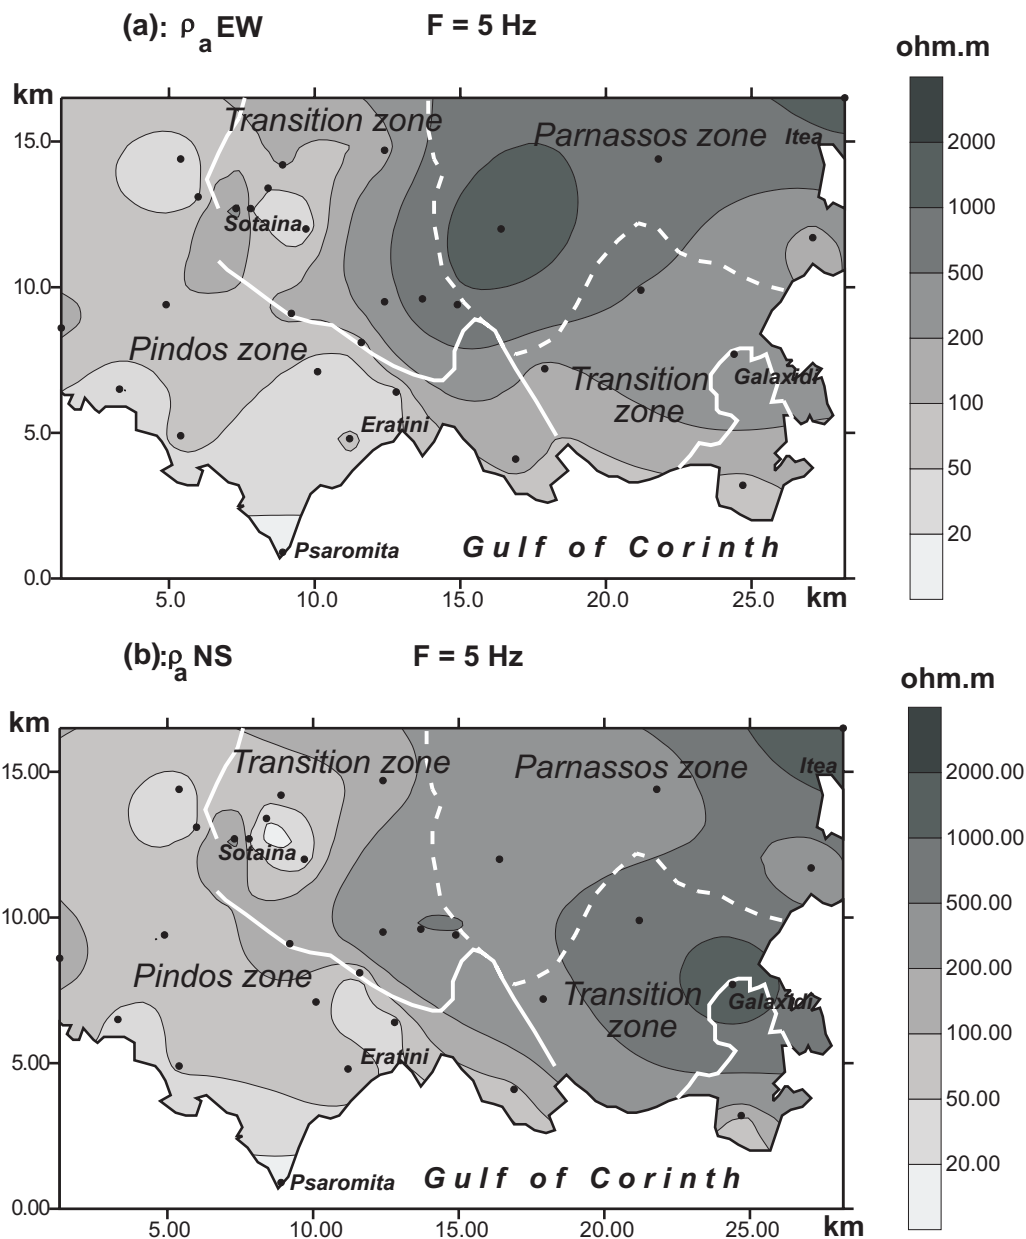 (a): ρa EW F = 5 Hz
ohm.m
km
Transition zone
Parnassos zone
Itea
15.0
2000
1000
Sotaina
500
10.0
200
Pindos zone
Transition
zone
Galaxidi
100
Eratini
5.0
50
20
Psaromita
Gulf of Corinth
0.0
5.0 10.0 15.0 20.0 25.0 km
(b): ρa NS F = 5 Hz
ohm.m
km
Transition zone
Parnassos zone
Itea
15.00
2000.00
1000.00
Sotaina
500.00
10.00
200.00
Pindos zone
Transition
zone
Galaxidi
100.00
Eratini
5.00
50.00
20.00
Psaromita
Gulf of Corinth
0.00
5.00 10.00 15.00 20.00 25.00 km